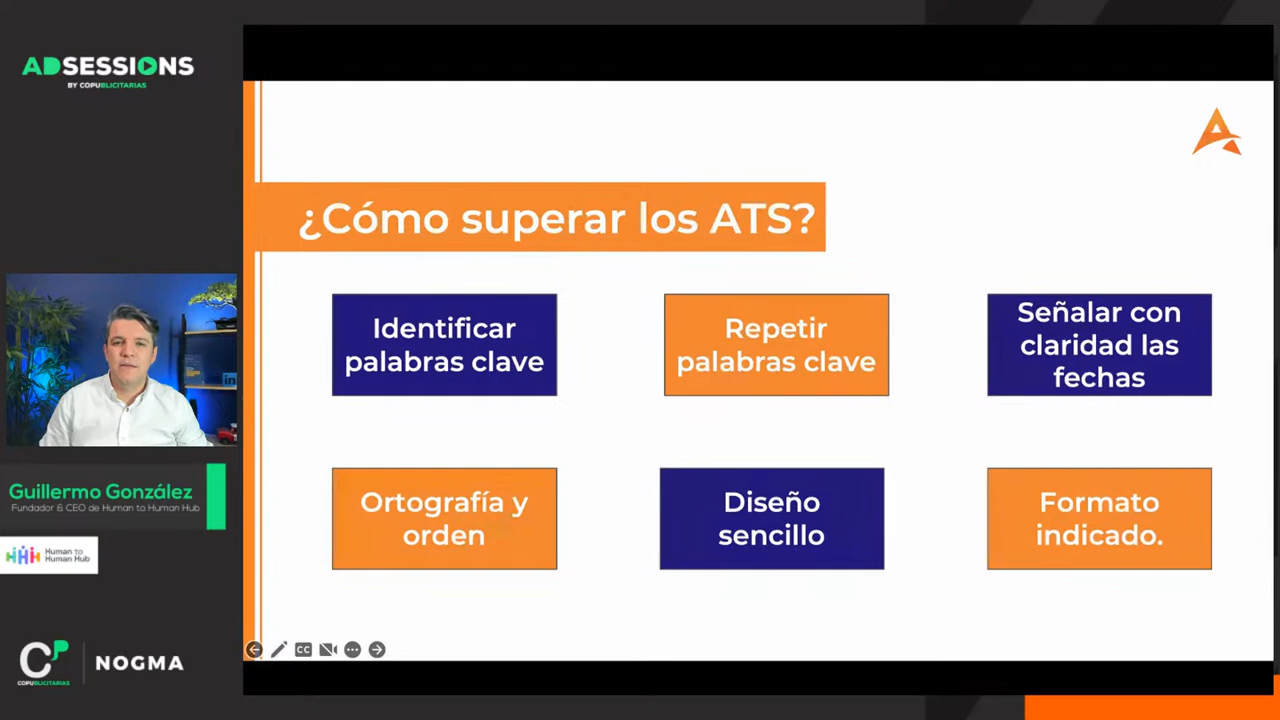 ADSESSIONS
BY COPUBLICITARIAS
¿Cómo superar los ATS?
Identificar
palabras clave
Repetir
palabras clave
Señalar con
claridad las
fechas
Ortografía y
orden
Diseño
sencillo
Formato
indicado.
Guillermo González
Fundador & CEO de Human to Human Hub
Human to
Human Hub
CC
CP
COPUBLICITARIAS
NOGMA